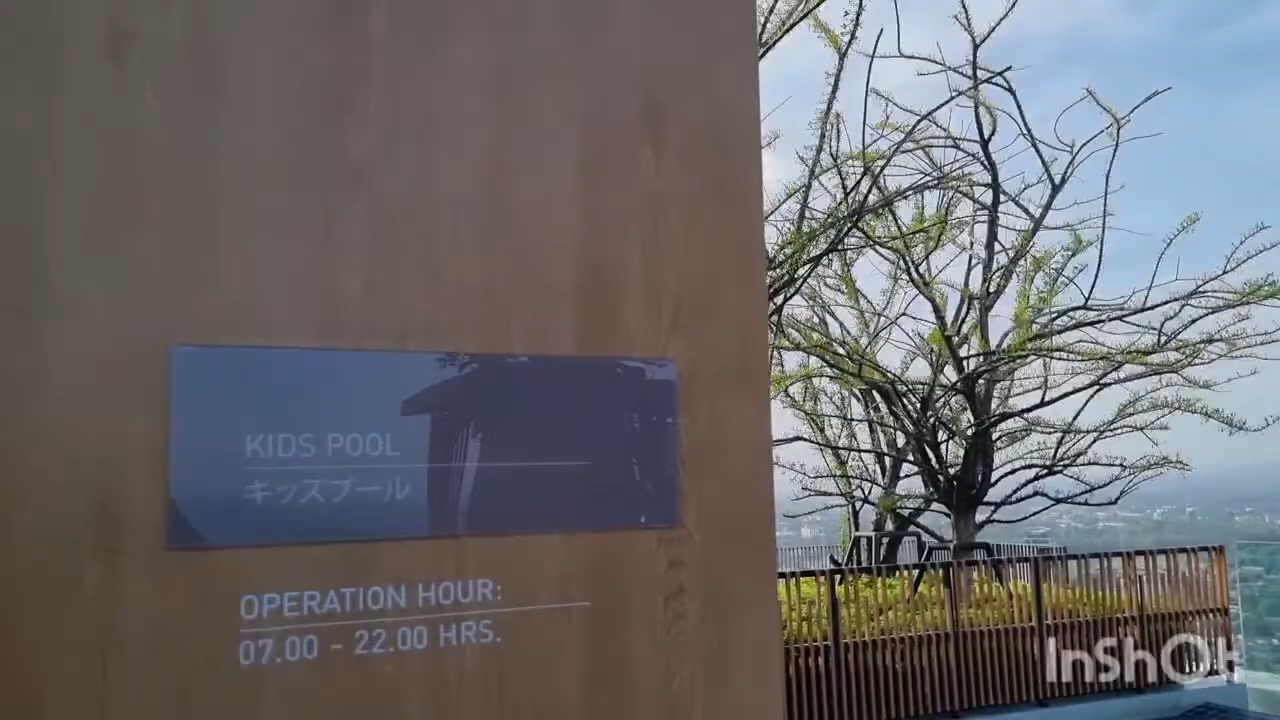 KIDS POOL
キッズプール
OPERATION HOUR:
07.00 - 22.00 HRS.
InShOt